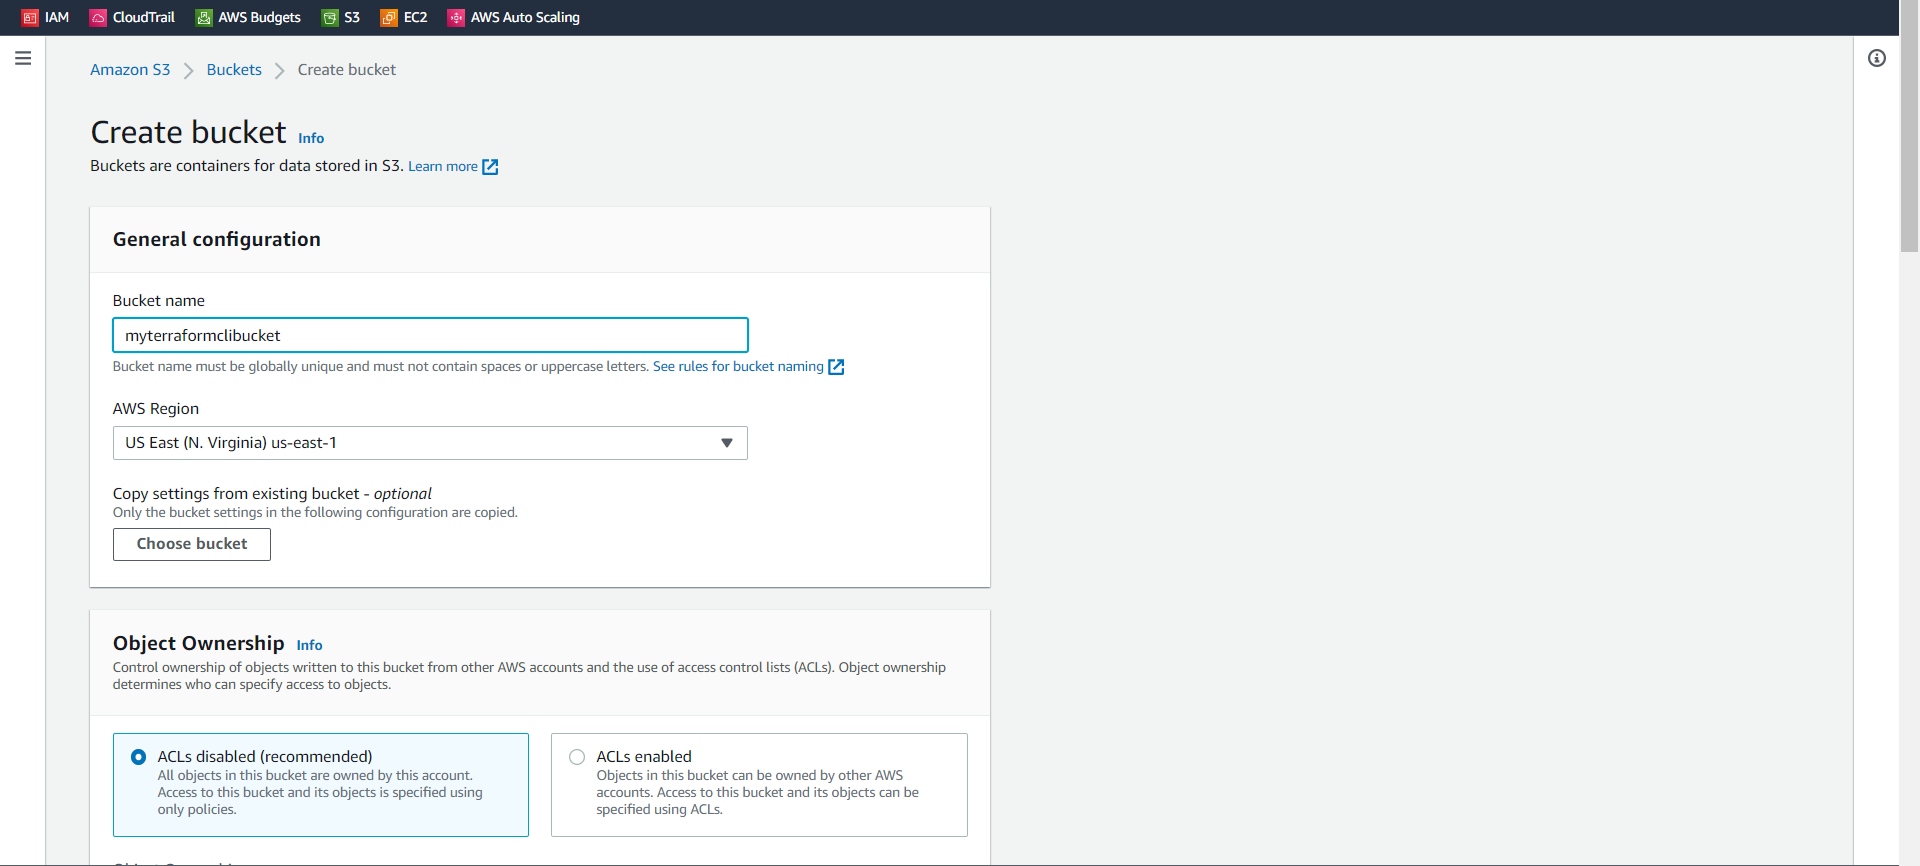 IAM CloudTrail AWS Budgets S3 EC2 AWS Auto Scaling
Amazon S3 Buckets Create bucket
Create bucket Info
Buckets are containers for data stored in S3. Learn more
General configuration
Bucket name
myterraformclibucket
Bucket name must be globally unique and must not contain spaces or uppercase letters. See rules for bucket naming
AWS Region
US East (N. Virginia) us-east-1
Copy settings from existing bucket - optional
Only the bucket settings in the following configuration are copied.
Choose bucket
Object Ownership Info
Control ownership of objects written to this bucket from other AWS accounts and the use of access control lists (ACLs). Object ownership
determines who can specify access to objects.
ACLs disabled (recommended)
All objects in this bucket are owned by this account.
Access to this bucket and its objects is specified using
only policies.
ACLs enabled
Objects in this bucket can be owned by other AWS
accounts. Access to this bucket and its objects can be
specified using ACLs.